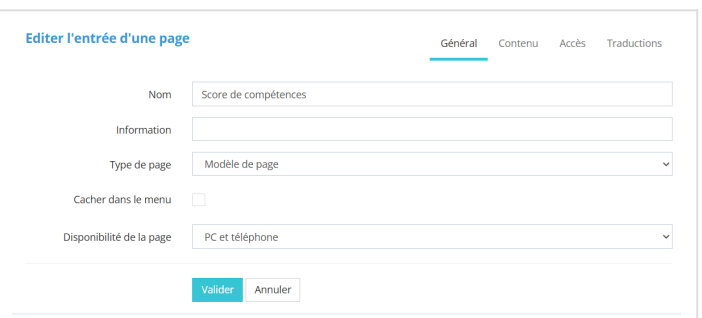 Editer l'entrée d'une page
Général Contenu Accès Traductions
Nom Score de compétences
Information
Type de page Modèle de page
Cacher dans le menu
Disponibilité de la page PC et téléphone
Valider Annuler